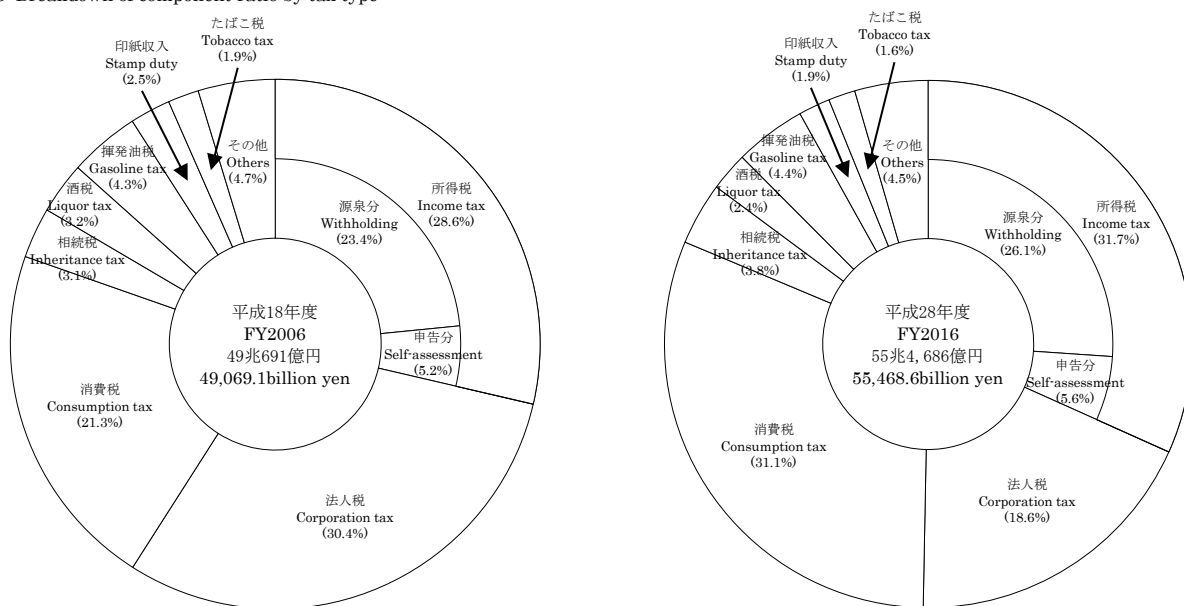 Breakdown of component ratio by tax type
たばこ税
Tobacco tax
(1.9%)
印紙収入
Stamp duty
(2.5%)
揮発油税
Gasoline tax
(4.3%)
酒税
Liquor tax
(3.2%)
相続税
Inheritance tax
(3.1%)
その他
Others
(4.7%)
所得税
Income tax
(28.6%)
源泉分
Withholding
(23.4%)
申告分
Self-assessment
(5.2%)
平成18年度
FY2006
49兆691億円
49,069.1billion yen
消費税
Consumption tax
(21.3%)
法人税
Corporation tax
(30.4%)
たばこ税
Tobacco tax
(1.6%)
印紙収入
Stamp duty
(1.9%)
揮発油税
Gasoline tax
(4.4%)
酒税
Liquor tax
(2.4%)
相続税
Inheritance tax
(3.8%)
その他
Others
(4.5%)
所得税
Income tax
(31.7%)
源泉分
Withholding
(26.1%)
申告分
Self-assessment
(5.6%)
平成28年度
FY2016
55兆4,686億円
55,468.6billion yen
消費税
Consumption tax
(31.1%)
法人税
Corporation tax
(18.6%)